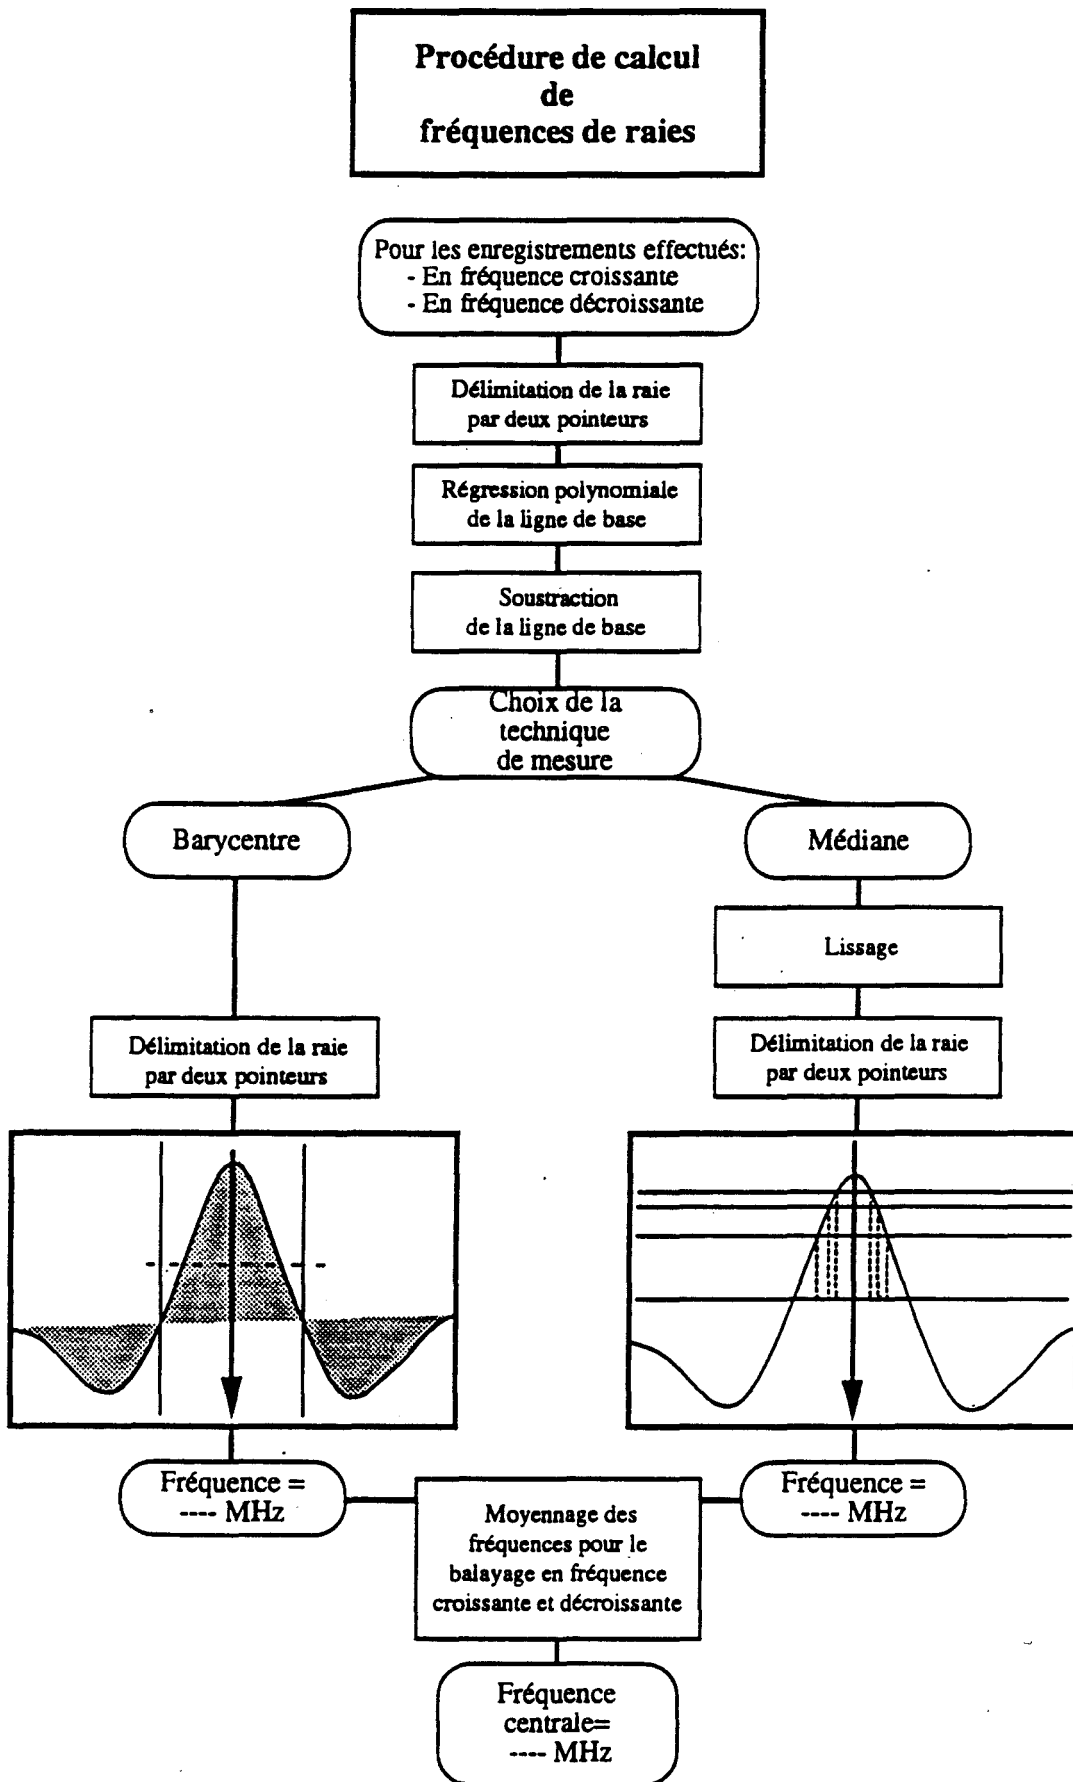 Procédure de calcul
de
fréquences de raies
Pour les enregistrements effectués:
- En fréquence croissante
- En fréquence décroissante
Délimitation de la raie
par deux pointeurs
Régression polynomiale
de la ligne de base
Soustraction
de la ligne de base
Choix de la
technique
de mesure
Barycentre
Médiane
Lissage
Délimitation de la raie
par deux pointeurs
Délimitation de la raie
par deux pointeurs
Fréquence =
---- MHz
Fréquence =
---- MHz
Moyennage des
fréquences pour le
balayage en fréquence
croissante et décroissante
Fréquence
centrale=
---- MHz